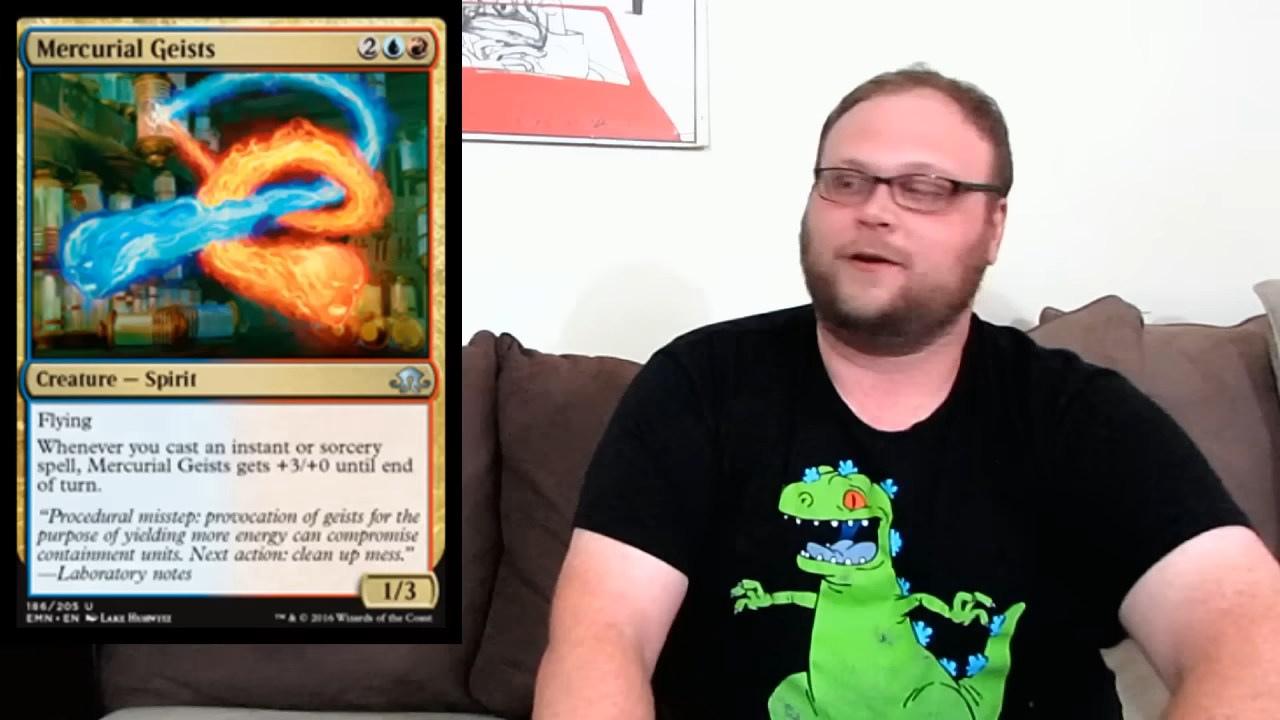 Mercurial Geists 2
Creature — Spirit
Flying
Whenever you cast an instant or sorcery
spell, Mercurial Geists gets +3/+0 until end
of turn.
“Procedural misstep: provocation of geists for the
purpose of yielding more energy can compromise
containment units. Next action: clean up mess.”
—Laboratory notes
1/3
186/205 U
EMN • EN
™ & © 2016 Wizards of the Coast